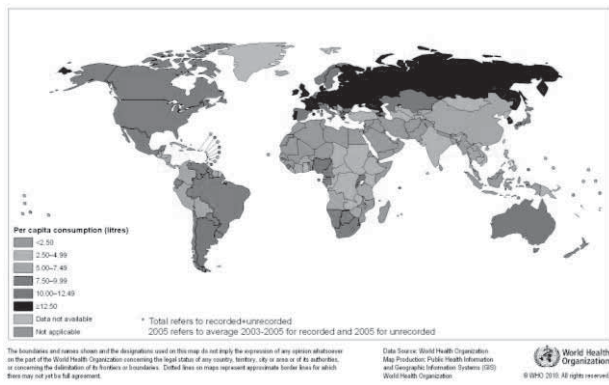 Per capita consumption (litres)
<2.50
2.50–4.99
5.00–7.49
7.50–9.99
10.00–12.49
≥12.50
Data not available
Not applicable
* Total refers to recorded+unrecorded
2005 refers to average 2003-2005 for recorded and 2005 for unrecorded
The boundaries and names shown and the designations used on this map do not imply the expression of any opinion whatsoever
on the part of the World Health Organization concerning the legal status of any country, territory, city or area or of its authorities,
or concerning the delimitation of its frontiers or boundaries. Dotted lines on maps represent approximate border lines for which
there may not yet be full agreement.
Data Source: World Health Organization
Map Production: Public Health Information
and Geographic Information Systems (GIS)
World Health Organization
World Health
Organization
© WHO 2010. All rights reserved